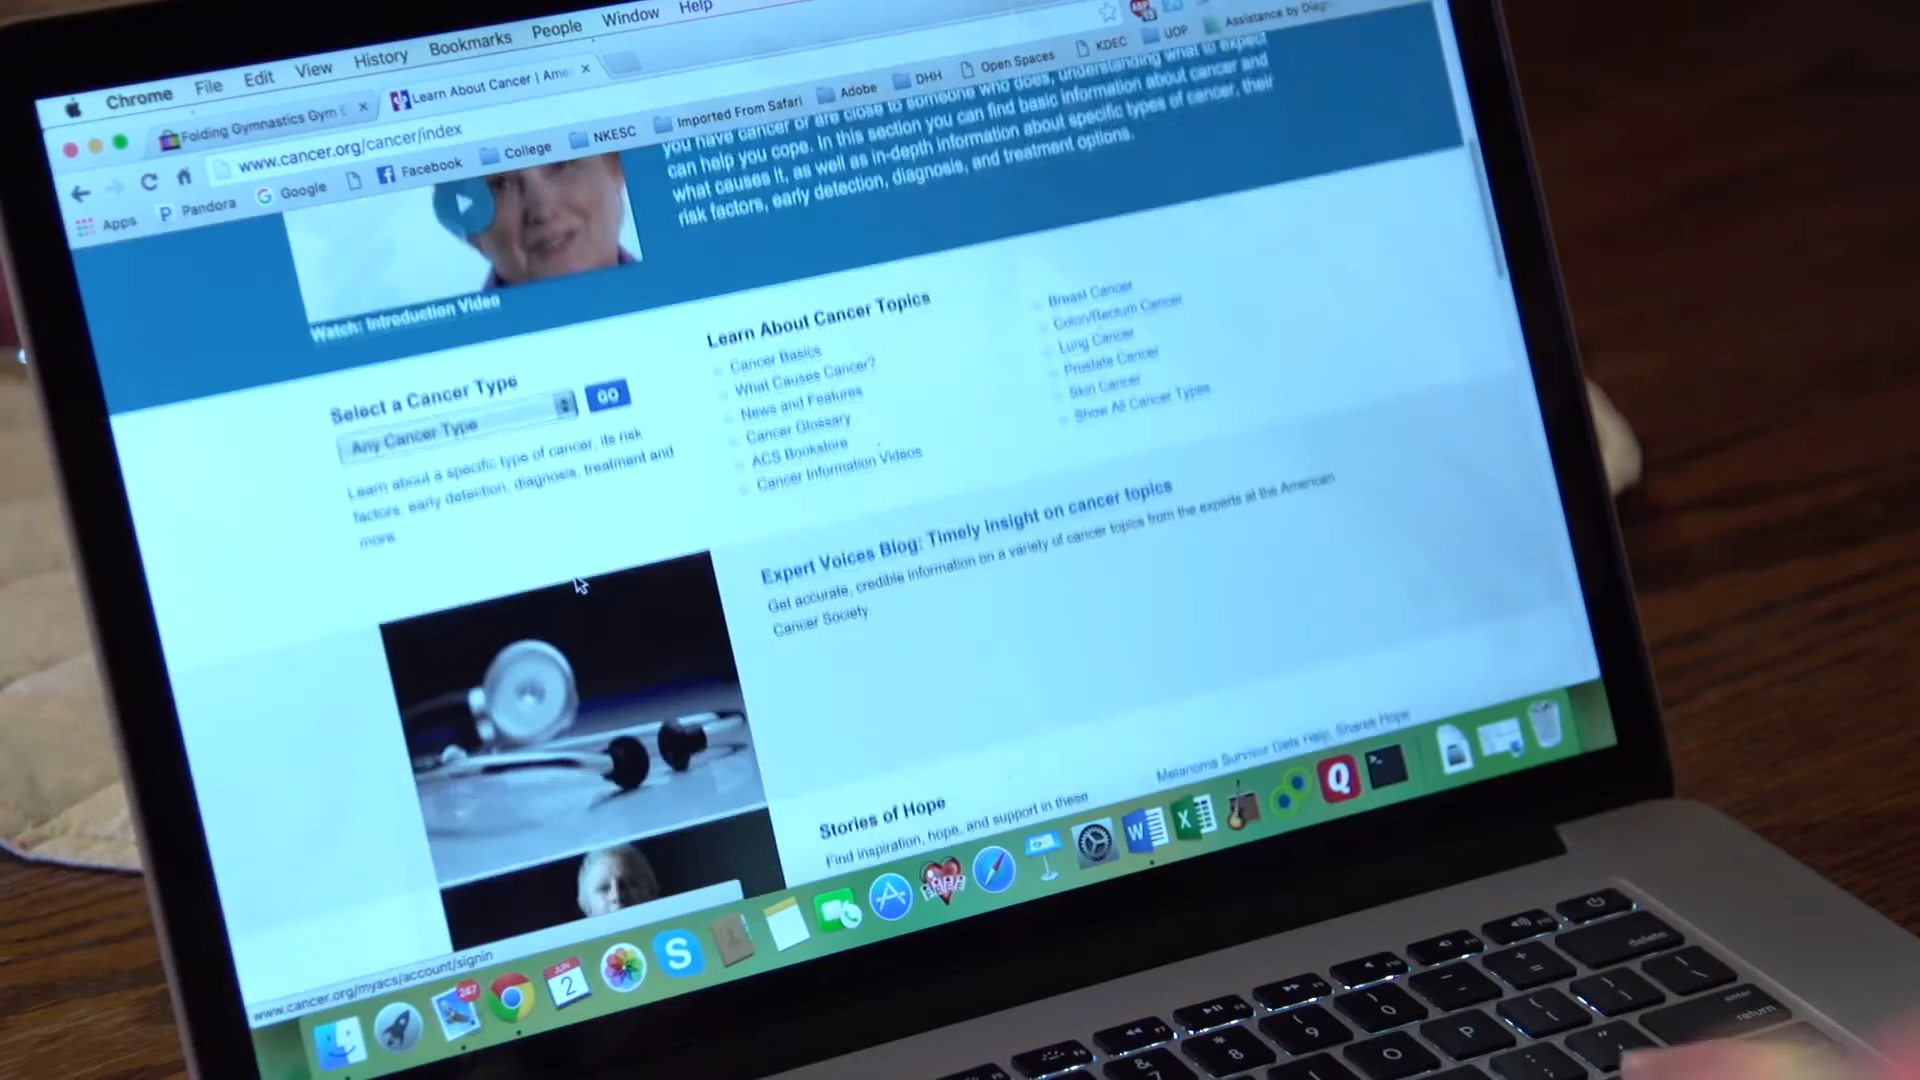 Chrome File Edit View History Bookmarks People Window Help
Folding Gymnastics Gym E
Learn About Cancer | Ame
www.cancer.org/cancer/index
Apps Pandora Google Facebook College NKESC Imported From Safari Adobe DHH Open Spaces KDEC UOP Assistance by Diag
you have cancer or are close to someone who does, understanding what to expect
can help you cope. In this section you can find basic information about cancer and
what causes it, as well as in-depth information about specific types of cancer, their
risk factors, early detection, diagnosis, and treatment options.
Watch: Introduction Video
Select a Cancer Type
Any Cancer Type
GO
Learn about a specific type of cancer, its risk
factors, early detection, diagnosis, treatment and
more.
Learn About Cancer Topics
Cancer Basics
What Causes Cancer?
News and Features
Cancer Glossary
ACS Bookstore
Cancer Information Videos
Breast Cancer
Colon/Rectum Cancer
Lung Cancer
Prostate Cancer
Skin Cancer
Show All Cancer Types
Expert Voices Blog: Timely insight on cancer topics
Get accurate, credible information on a variety of cancer topics from the experts at the American
Cancer Society.
Stories of Hope
Find inspiration, hope, and support in these
Melanoma Survivor Gets Help, Shares Hope
www.cancer.org/myacs/account/signin
247
JUN
2
delete
enter
return